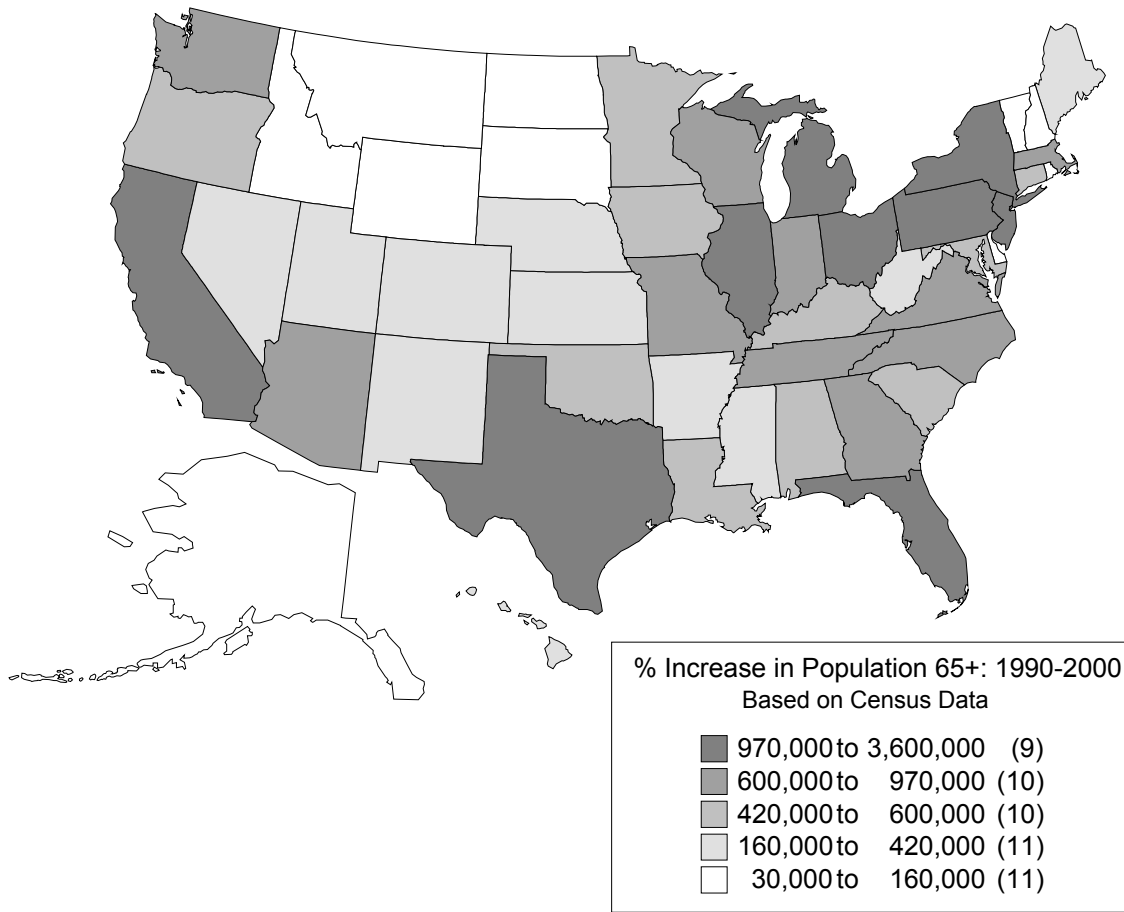 % Increase in Population 65+: 1990-2000
Based on Census Data
970,000 to 3,600,000 (9)
600,000 to 970,000 (10)
420,000 to 600,000 (10)
160,000 to 420,000 (11)
30,000 to 160,000 (11)